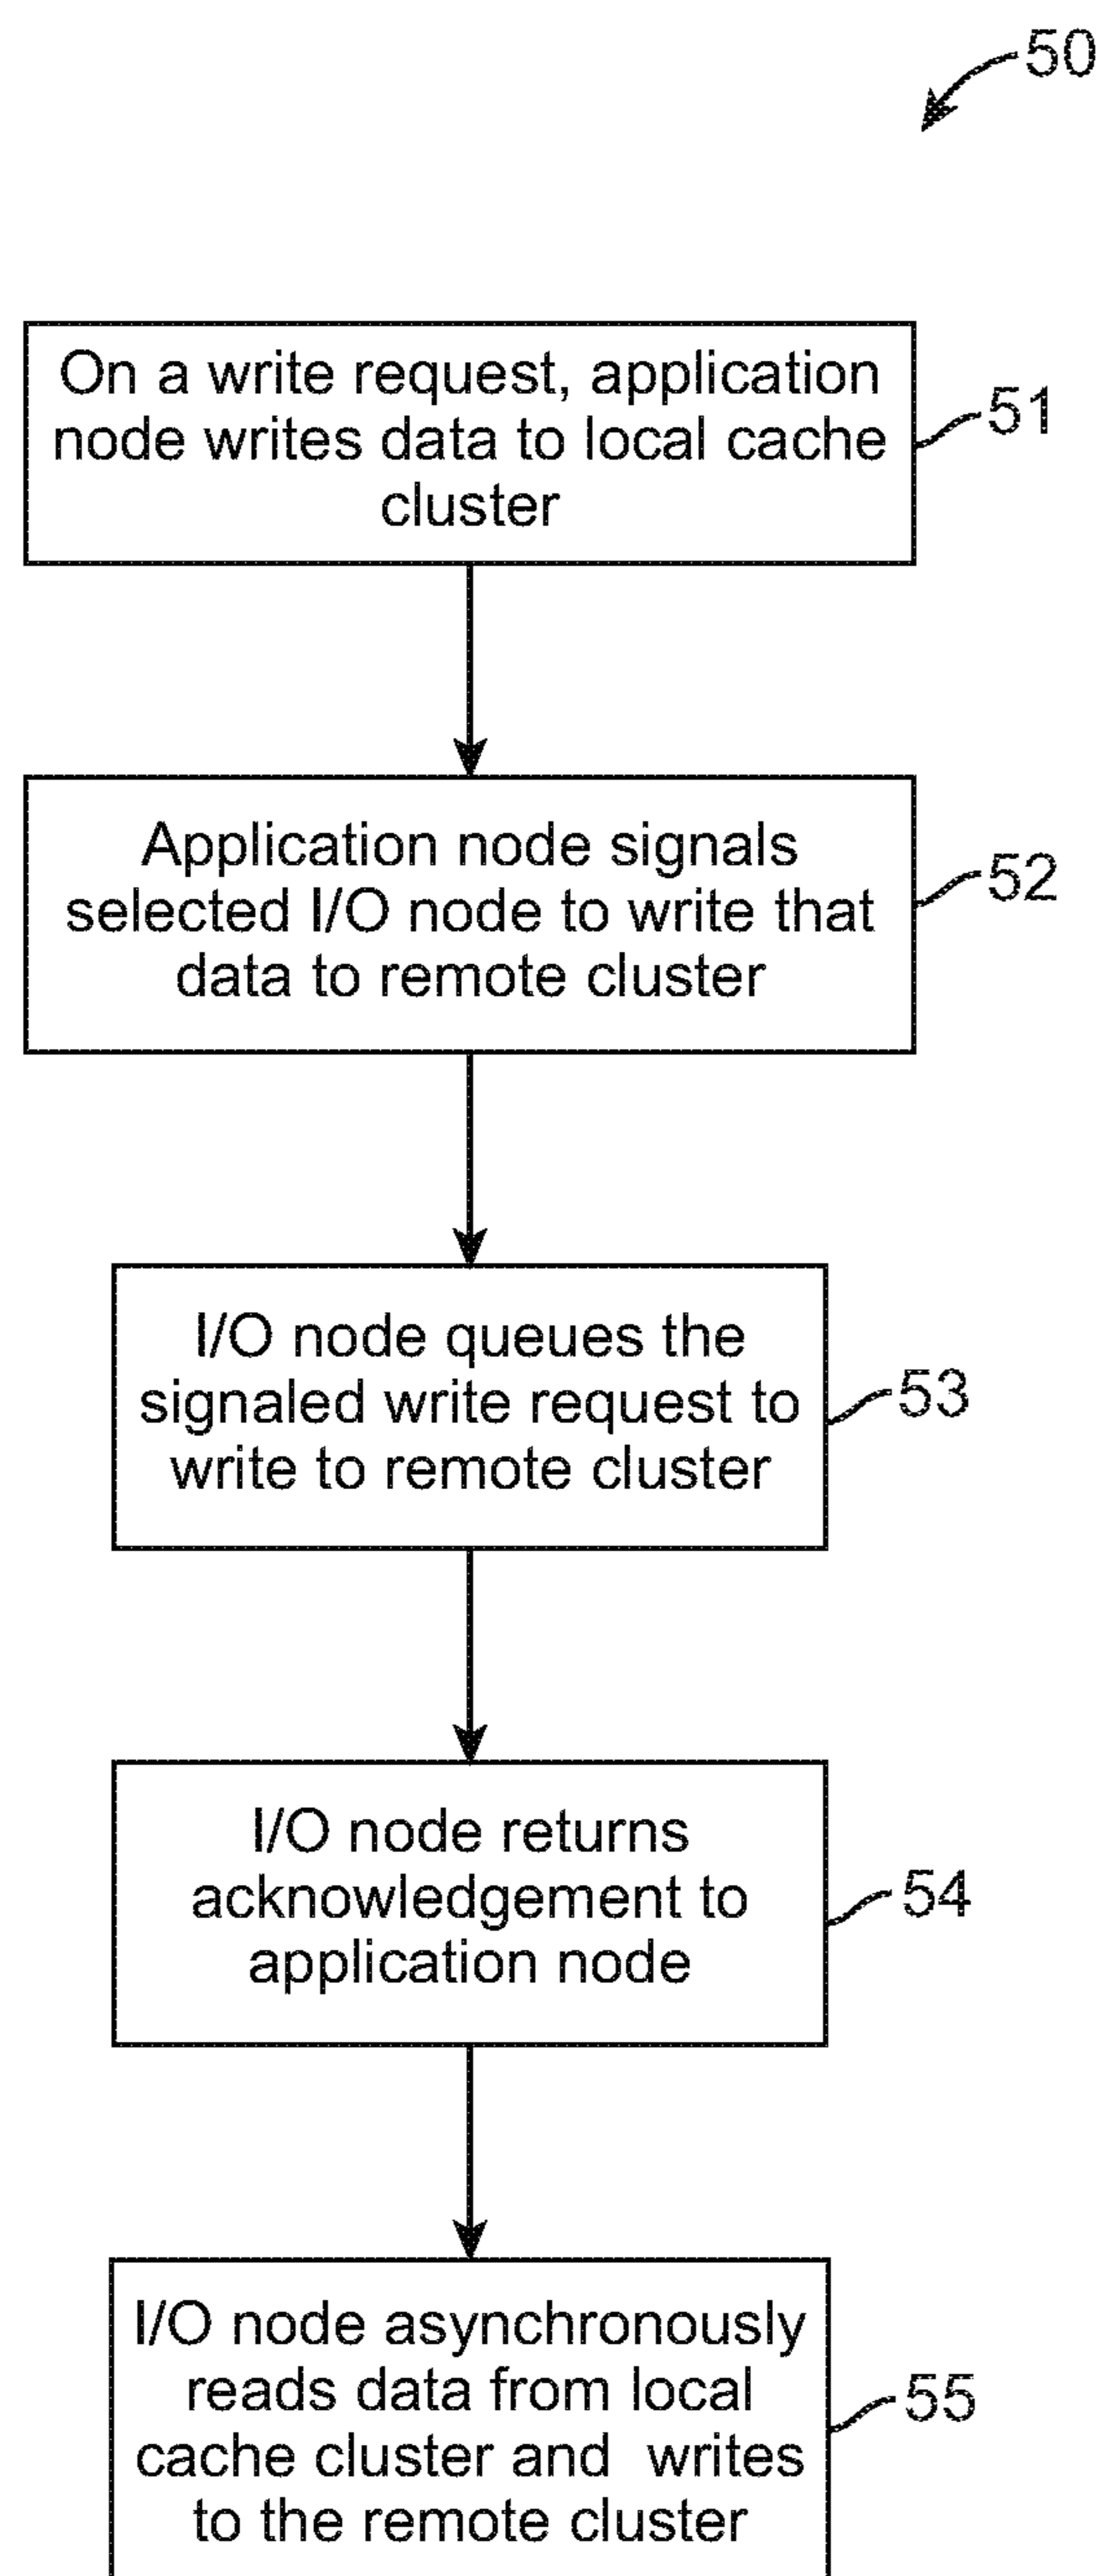 50
On a write request, application
node writes data to local cache
cluster
51
Application node signals
selected I/O node to write that
data to remote cluster
52
I/O node queues the
signaled write request to
write to remote cluster
53
I/O node returns
acknowledgement to
application node
54
I/O node asynchronously
reads data from local
cache cluster and writes
to the remote cluster
55